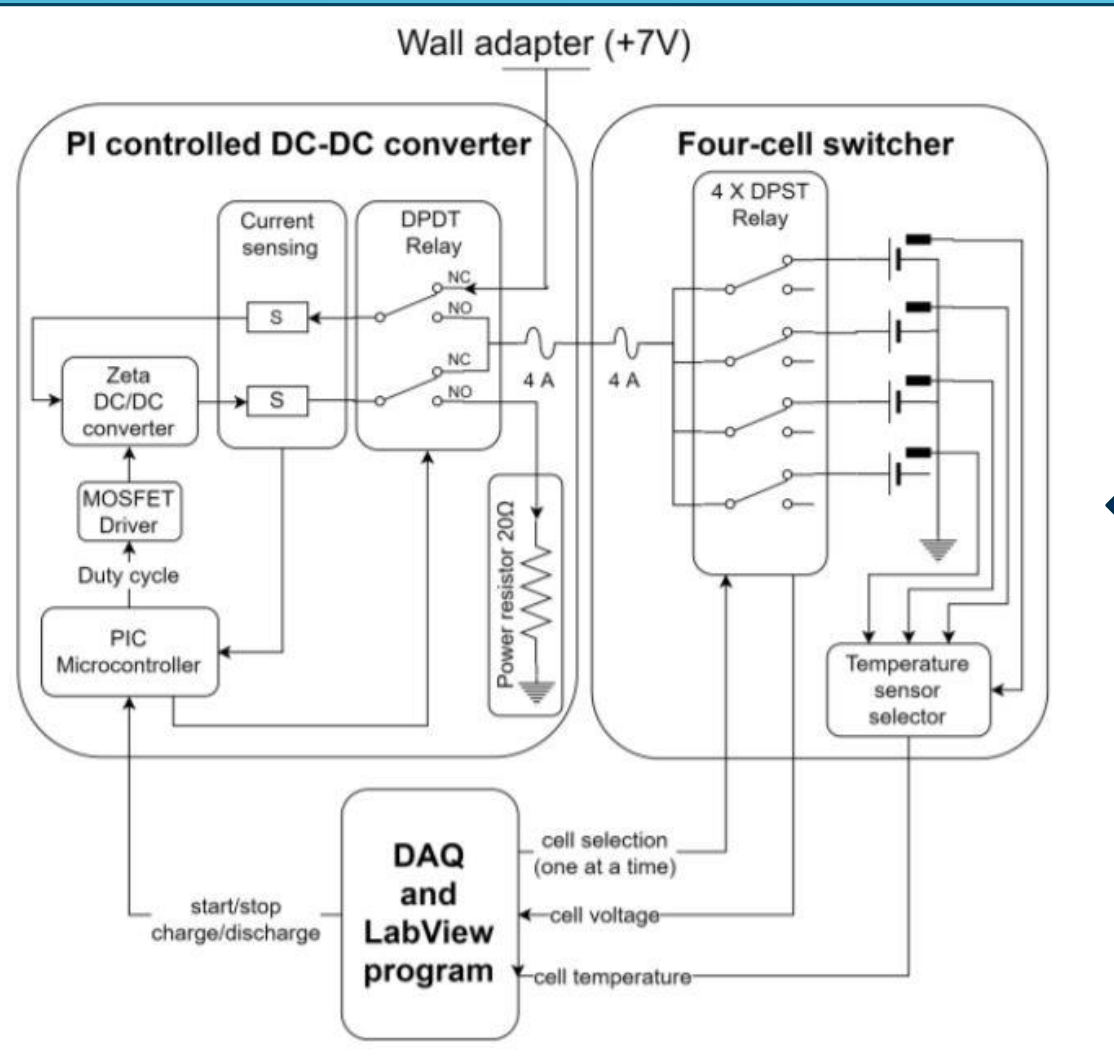 Wall adapter (+7V)
PI controlled DC-DC converter
Four-cell switcher
Current
sensing
DPDT
Relay
4 X DPST
Relay
NC
NO
NC
NO
S
S
4 A
4 A
Zeta
DC/DC
converter
MOSFET
Driver
Duty cycle
PIC
Microcontroller
Power resistor 20Ω
Temperature
sensor
selector
DAQ
and
LabView
program
cell selection
(one at a time)
cell voltage
cell temperature
start/stop
charge/discharge